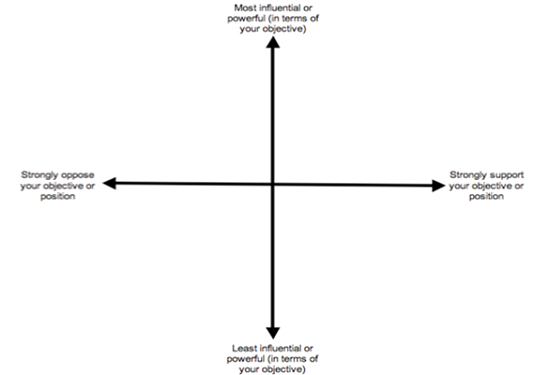 Most influential or
powerful (in terms of
your objective)
Strongly oppose
your objective or
position
Strongly support
your objective or
position
Least influential or
powerful (in terms of
your objective)